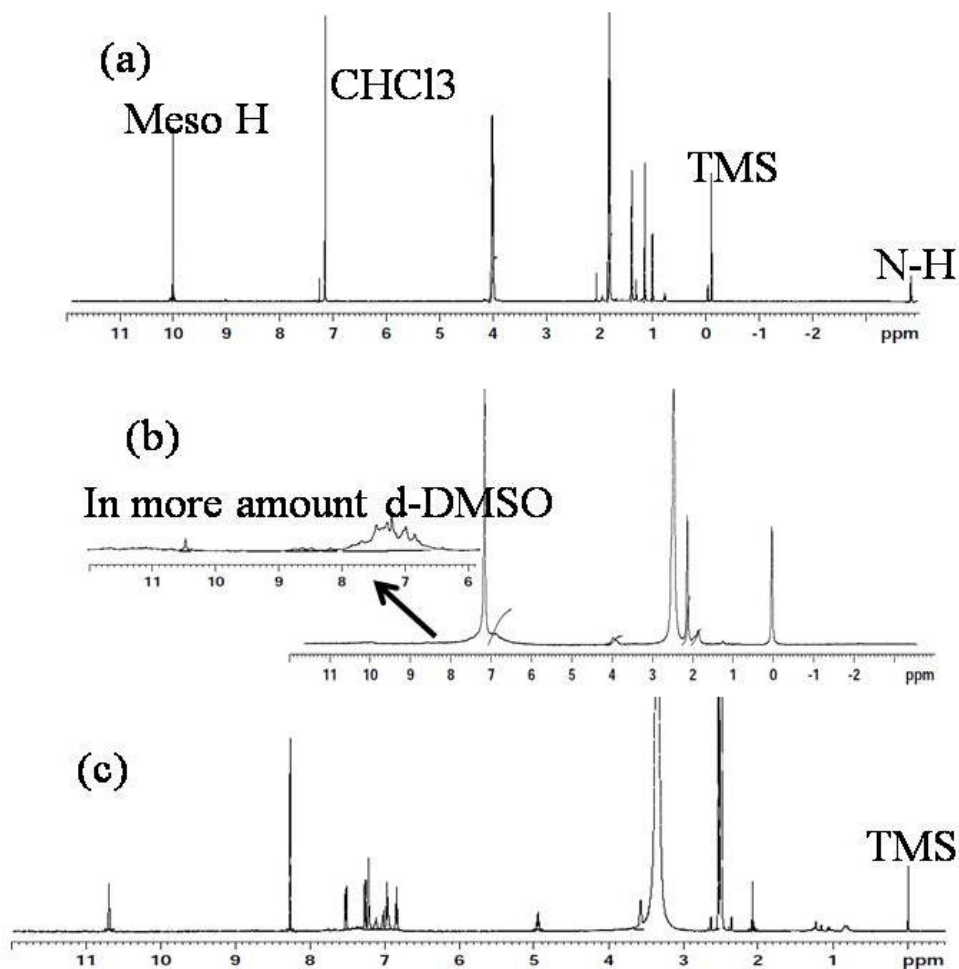 (a)
Meso H
CHCl3
TMS
N-H
11 10 9 8 7 6 5 4 3 2 1 0 -1 -2 ppm
(b)
In more amount d-DMSO
11 10 9 8 7 6
11 10 9 8 7 6 5 4 3 2 1 0 -1 -2 ppm
(c)
TMS
11 10 9 8 7 6 5 4 3 2 1 ppm